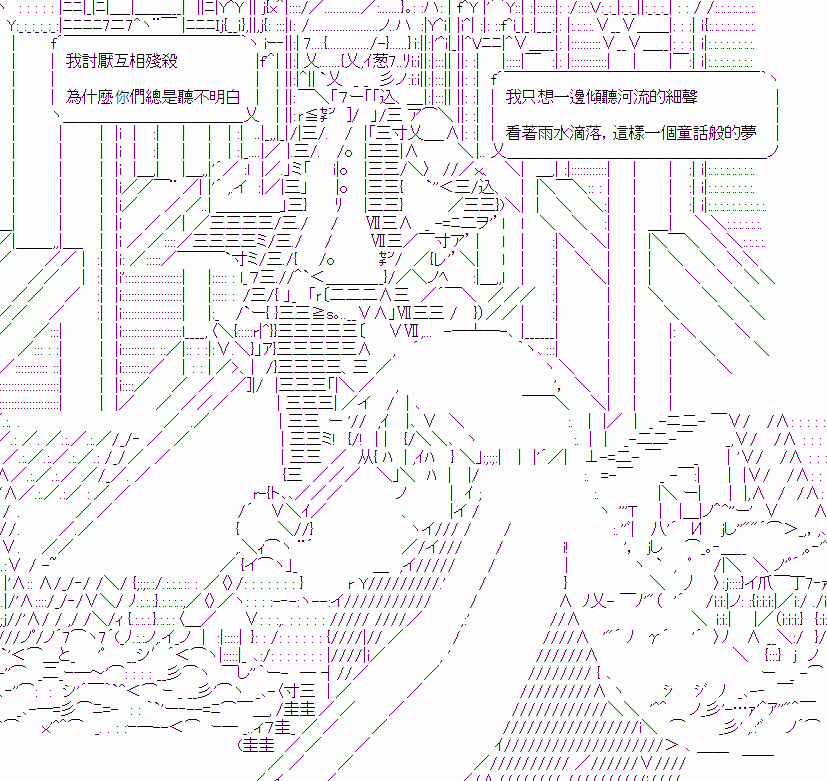 我討厭互相殘殺
為什麼你們總是聽不明白
我只想一邊傾聽河流的細聲
看著雨水滴落，這樣一個童話般的夢